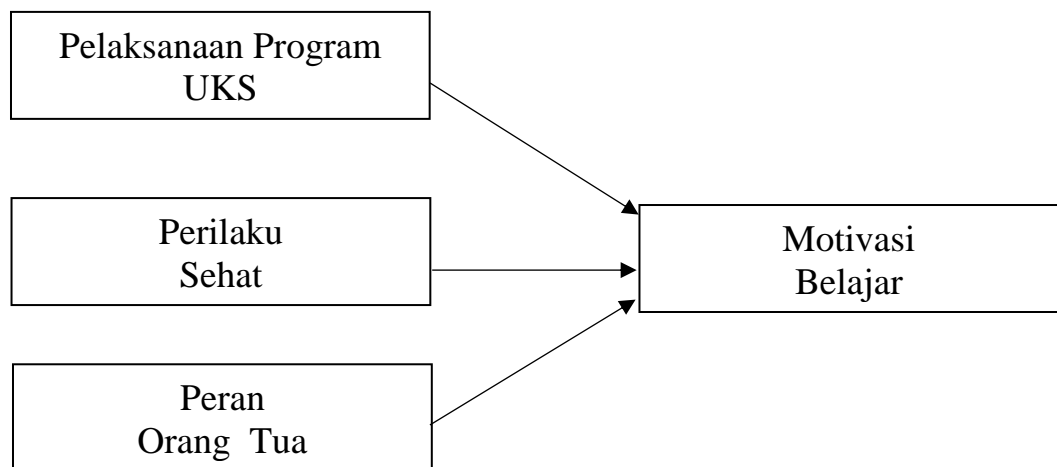 Pelaksanaan Program
UKS
Perilaku
Sehat
Motivasi
Belajar
Peran
Orang Tua